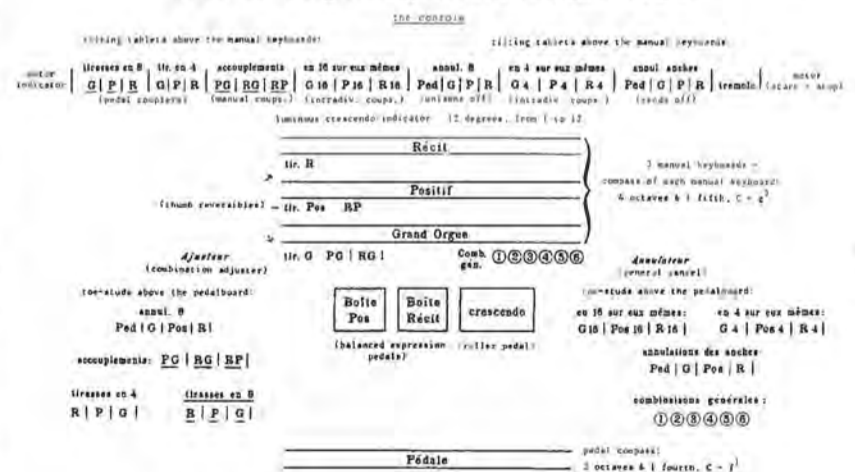 the console
tilting tablets above the manual keyboards: tilting tablets above the manual keyboards
motor indicator | tirasses en 8 G | P | R | tir. en 4 G | P | R | accouplements PG | RG | RP | en 16 sur eux mêmes G 16 | P 16 | R 16 | annul. 8 Ped | G | P | R | en 4 sur eux mêmes G 4 | P 4 | R 4 | annul anches Ped | G | P | R | tremolo | motor (start + stop)
(pedal couplers) (manual coups.) (intradiv. coups.) (unisons off) (intradiv coups.) (reeds off)
luminous crescendo indicator 12 degrees, from 1 to 12
Récit
tir. R
3 manual keyboards -
Positif
compass of each manual keyboard:
(thumb reversibles) - tir. Pos RP
4 octaves & 1 fifth, C - g3
Grand Orgue
tir. G PG | RG | Comb. gén. ①②③④⑤⑥
Ajusteur
(combination adjuster)
Annulateur
(general cancel)
toe-studs above the pedalboard:
annul. 8
Ped | G | Pos | R |
accouplements: PG | RG | RP |
tirasses en 4 tirasses en 8
R | P | G | R | P | G |
Boîte Pos
Boîte Récit
crescendo
(balanced expression pedals)
(roller pedal)
toe-studs above the pedalboard:
en 16 sur eux mêmes: en 4 sur eux mêmes:
G 16 | Pos 16 | R 16 | G 4 | Pos 4 | R 4 |
annulations des anches
Ped | G | Pos | R |
combinaisons générales :
①②③④⑤⑥
Pédale
pedal compass:
2 octaves & 1 fourth, C - f1